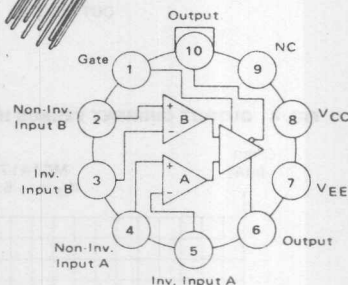 Output
10
Gate
1
NC
9
Non-Inv.
Input B
2
+
−
B
8
VCC
Inv.
Input B
3
+
−
A
7
VEE
Non-Inv.
Input A
4
5
6
Output
Inv. Input A